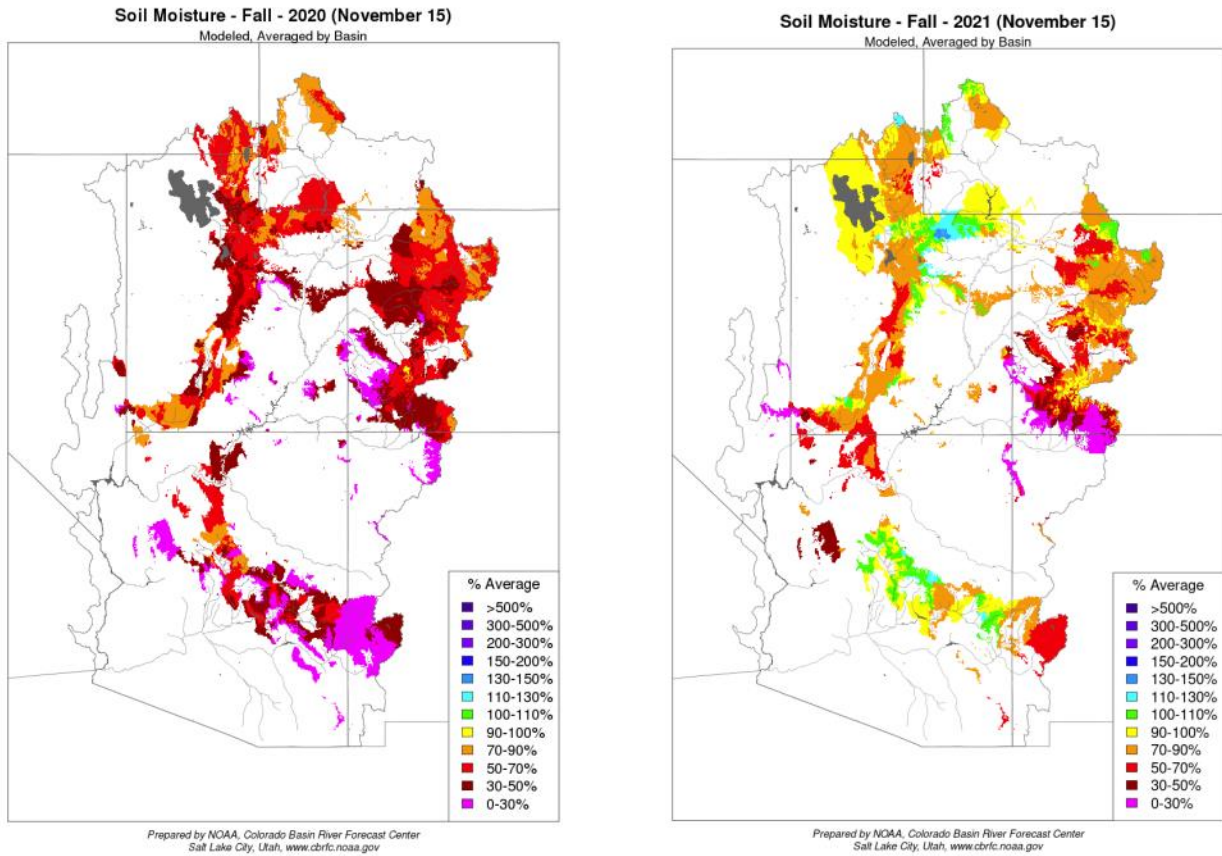 Soil Moisture - Fall - 2020 (November 15)
Modeled, Averaged by Basin
% Average
>500%
300-500%
200-300%
150-200%
130-150%
110-130%
100-110%
90-100%
70-90%
50-70%
30-50%
0-30%
Prepared by NOAA, Colorado Basin River Forecast Center
Salt Lake City, Utah, www.cbrfc.noaa.gov
Soil Moisture - Fall - 2021 (November 15)
Modeled, Averaged by Basin
% Average
>500%
300-500%
200-300%
150-200%
130-150%
110-130%
100-110%
90-100%
70-90%
50-70%
30-50%
0-30%
Prepared by NOAA, Colorado Basin River Forecast Center
Salt Lake City, Utah, www.cbrfc.noaa.gov